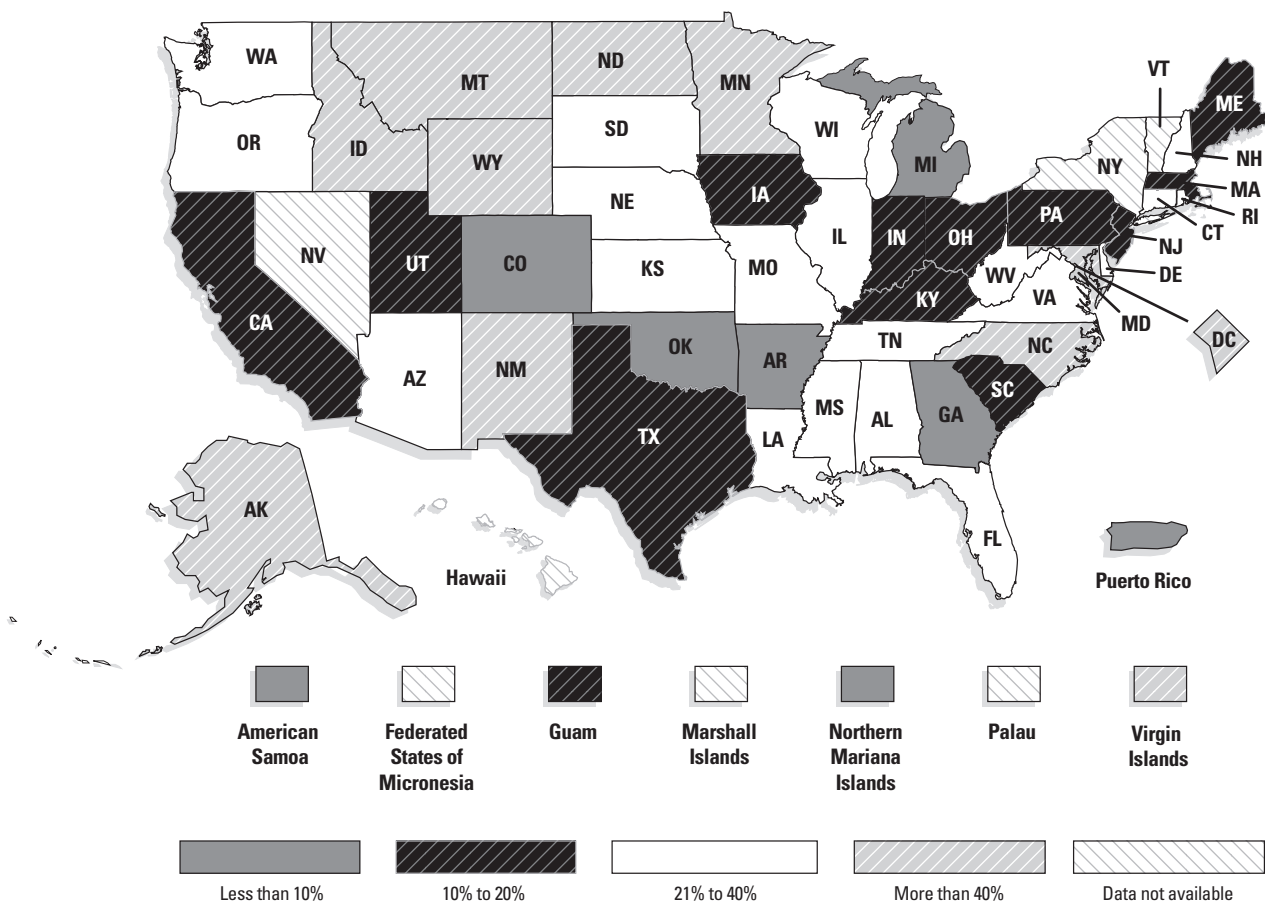 WA
MT
ND
MN
VT
ME
OR
ID
WY
SD
WI
MI
NY
NH
MA
RI
CT
NJ
DE
MD
DC
NV
UT
CO
NE
IA
IL
IN
OH
PA
WV
VA
KY
KS
MO
CA
AZ
NM
OK
AR
TN
NC
SC
TX
LA
MS
AL
GA
FL
AK
Hawaii
Puerto Rico
American
Samoa
Federated
States of
Micronesia
Guam
Marshall
Islands
Northern
Mariana
Islands
Palau
Virgin
Islands
Less than 10%
10% to 20%
21% to 40%
More than 40%
Data not available